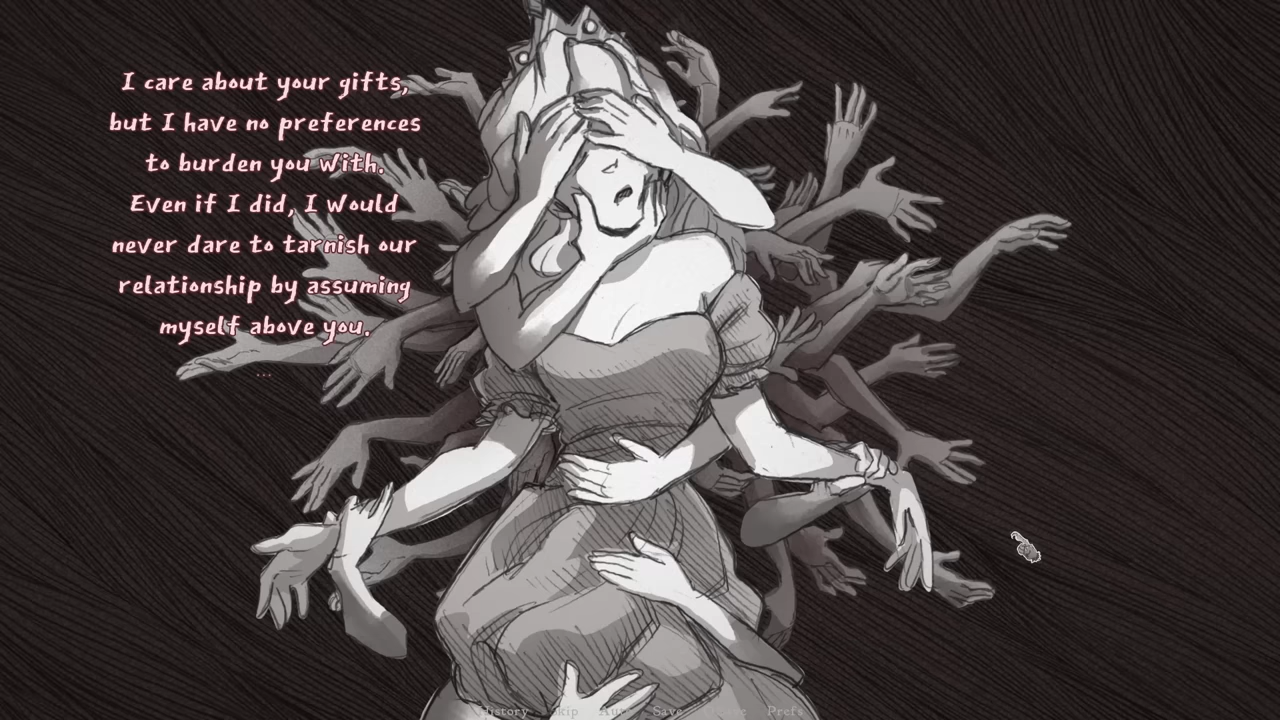 I care about your gifts,
but I have no preferences
to burden you with.
Even if I did, I would
never dare to tarnish our
relationship by assuming
myself above you.
...
History Skip Auto Save Prefs